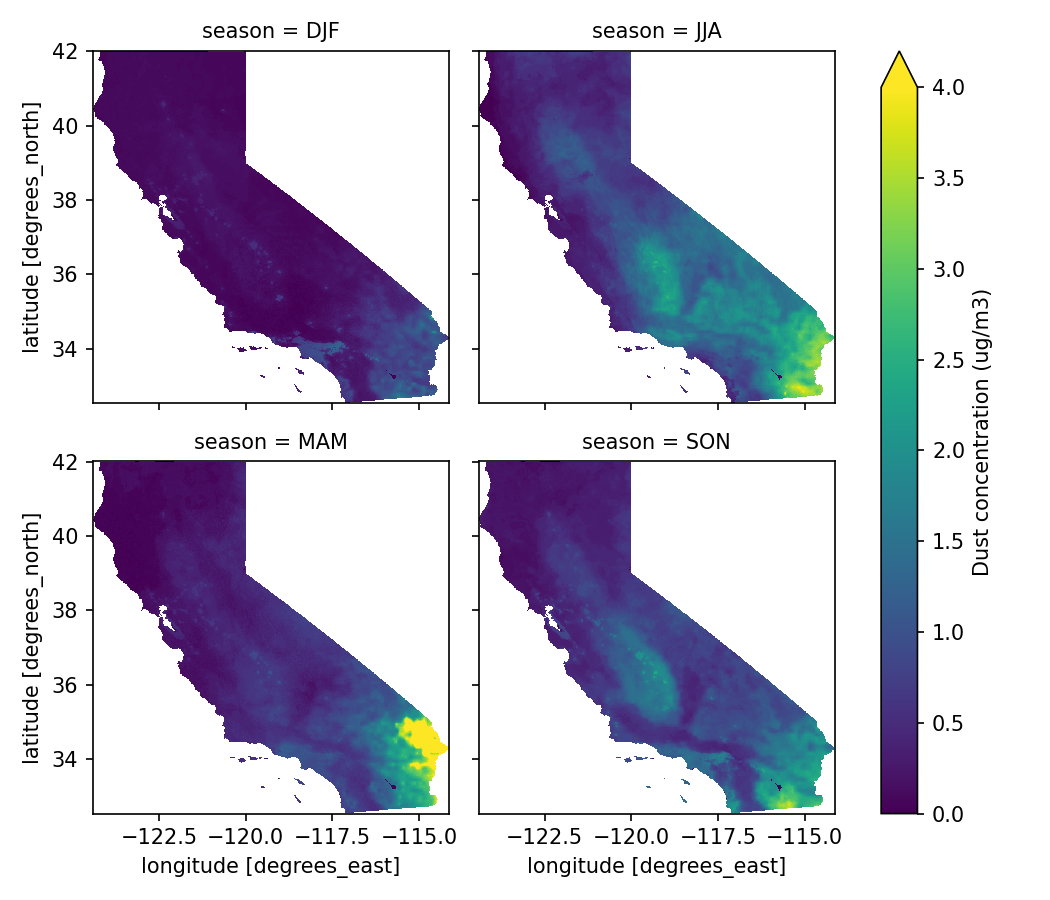 season = DJF
season = JJA
42
40
38
36
34
latitude [degrees_north]
season = MAM
season = SON
42
40
38
36
34
latitude [degrees_north]
−122.5 −120.0 −117.5 −115.0
−122.5 −120.0 −117.5 −115.0
longitude [degrees_east]
longitude [degrees_east]
4.0
3.5
3.0
2.5
2.0
1.5
1.0
0.5
0.0
Dust concentration (ug/m3)